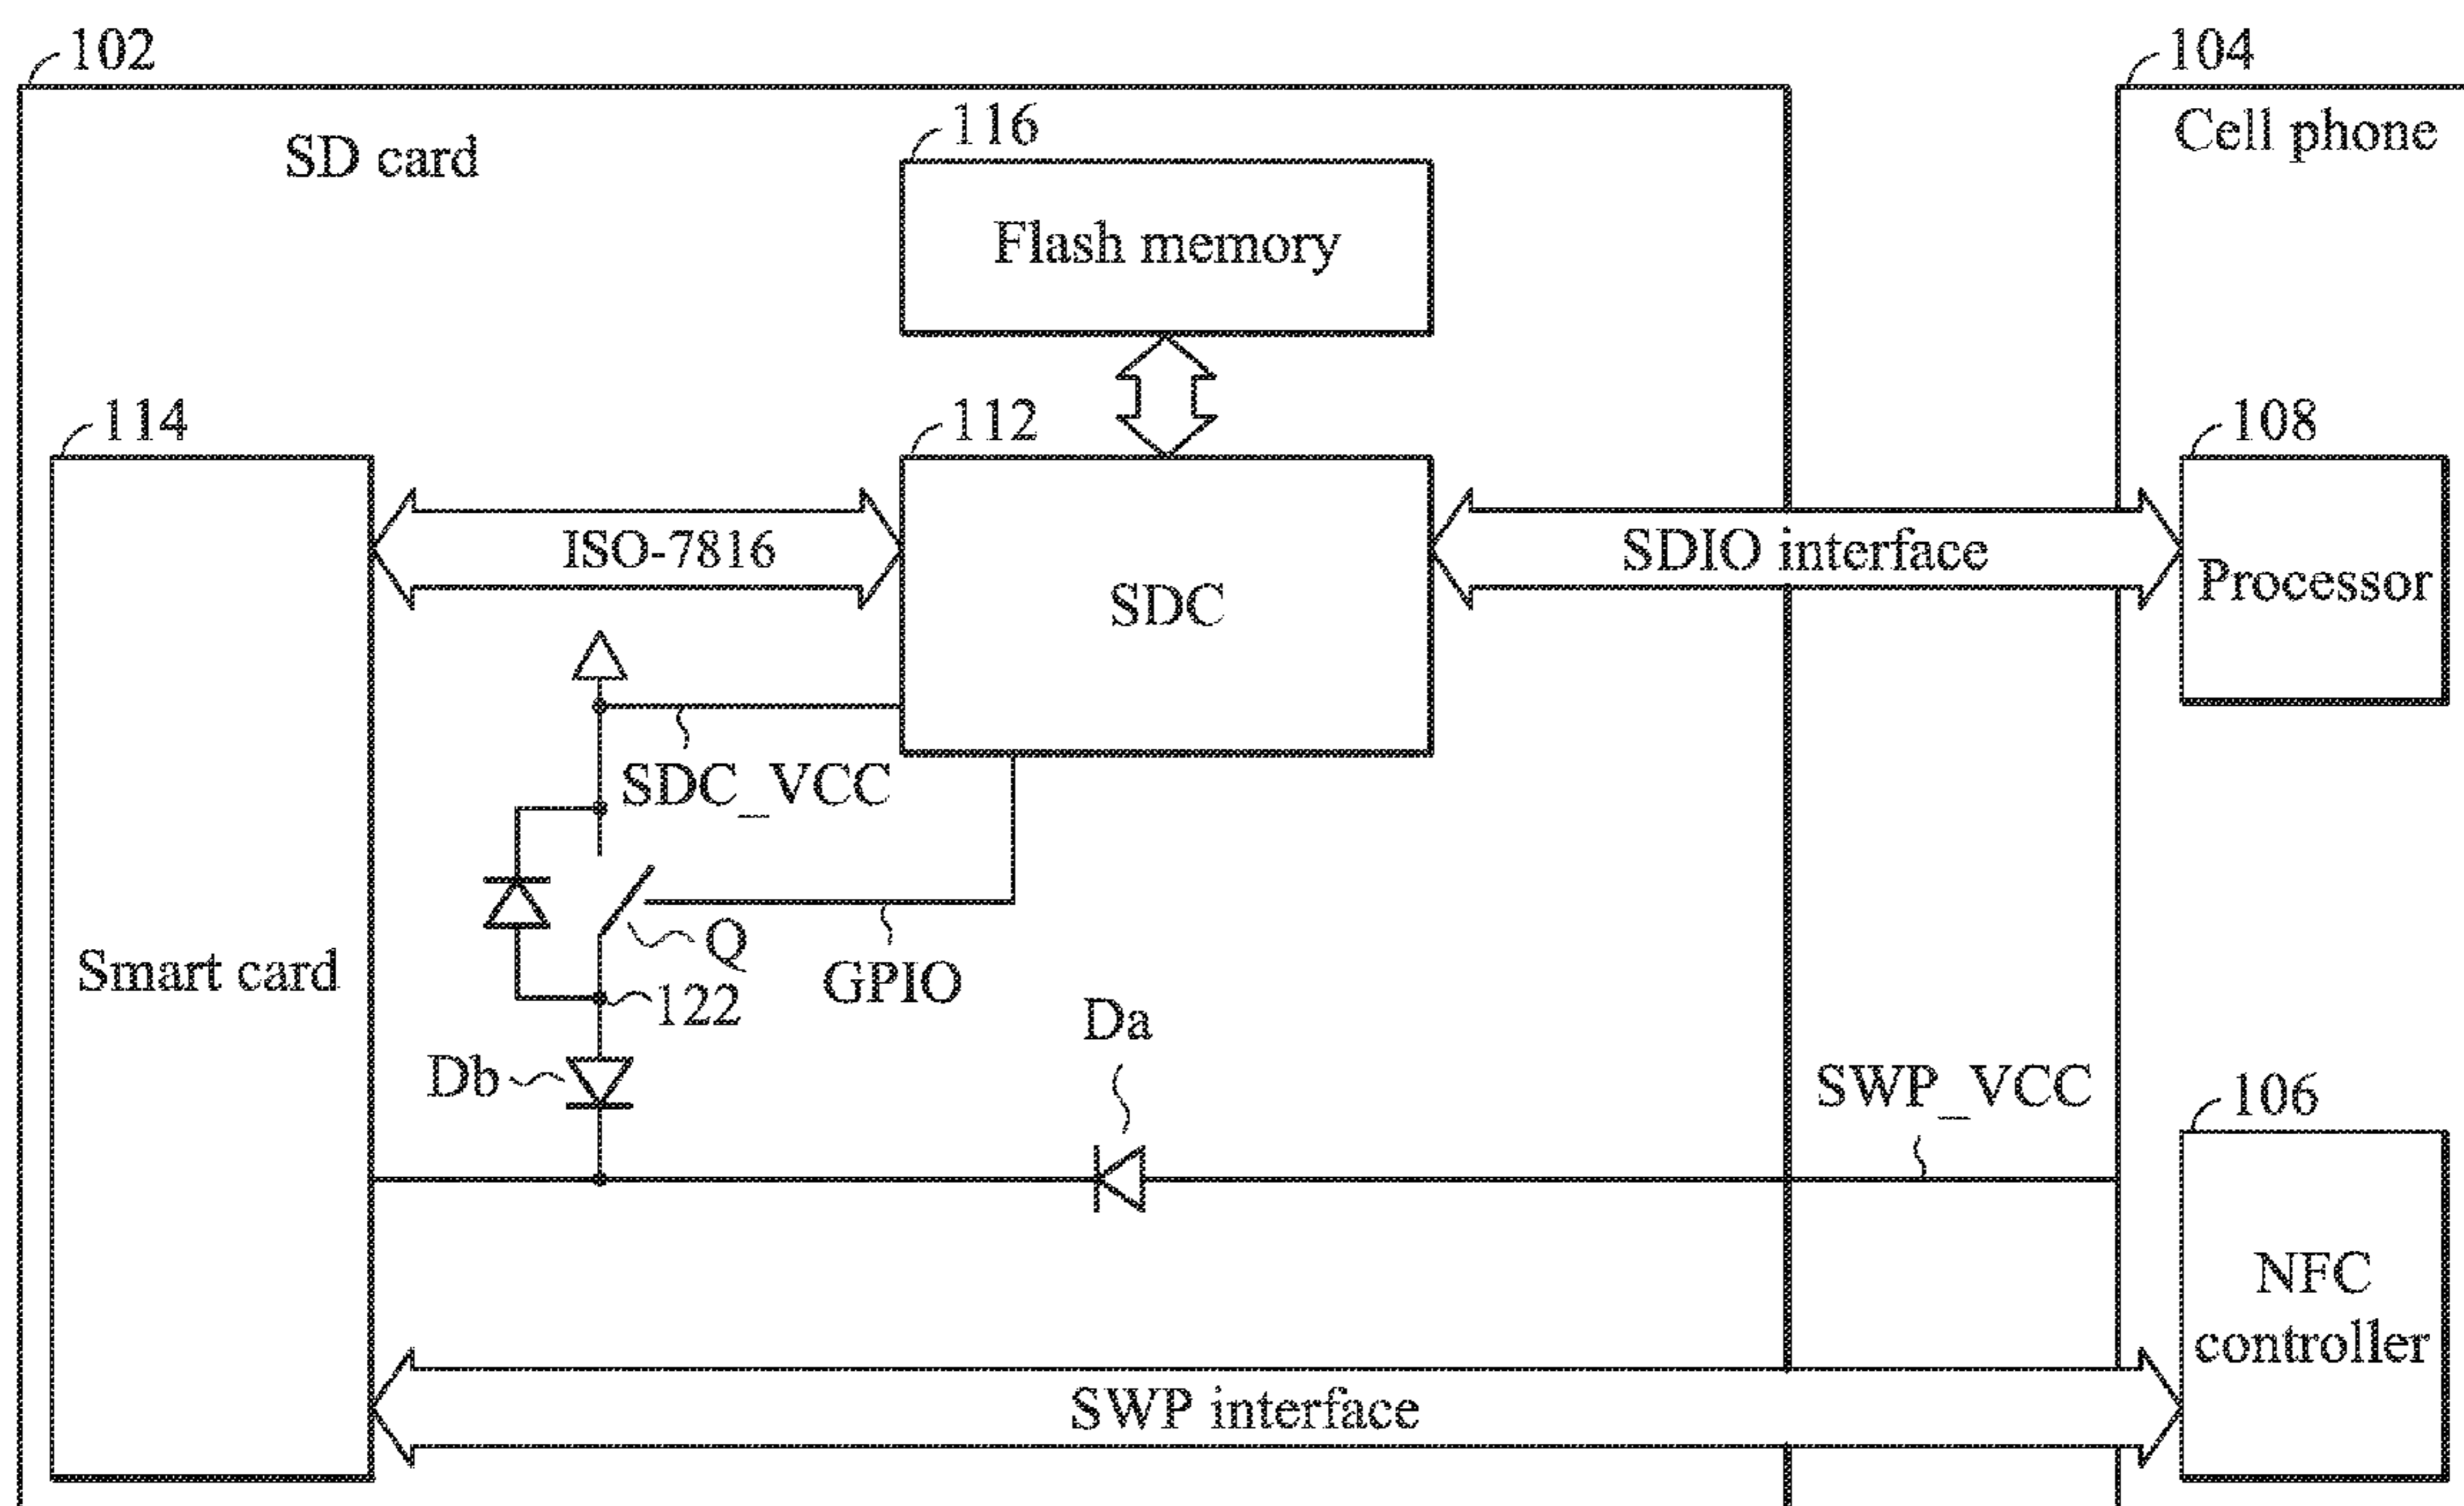 102
104
SD card
Cell phone
116
Flash memory
114
112
108
ISO-7816
SDC
SDIO interface
Processor
SDC_VCC
Q
GPIO
122
Smart card
Da
Db
SWP_VCC
106
NFC
controller
SWP interface